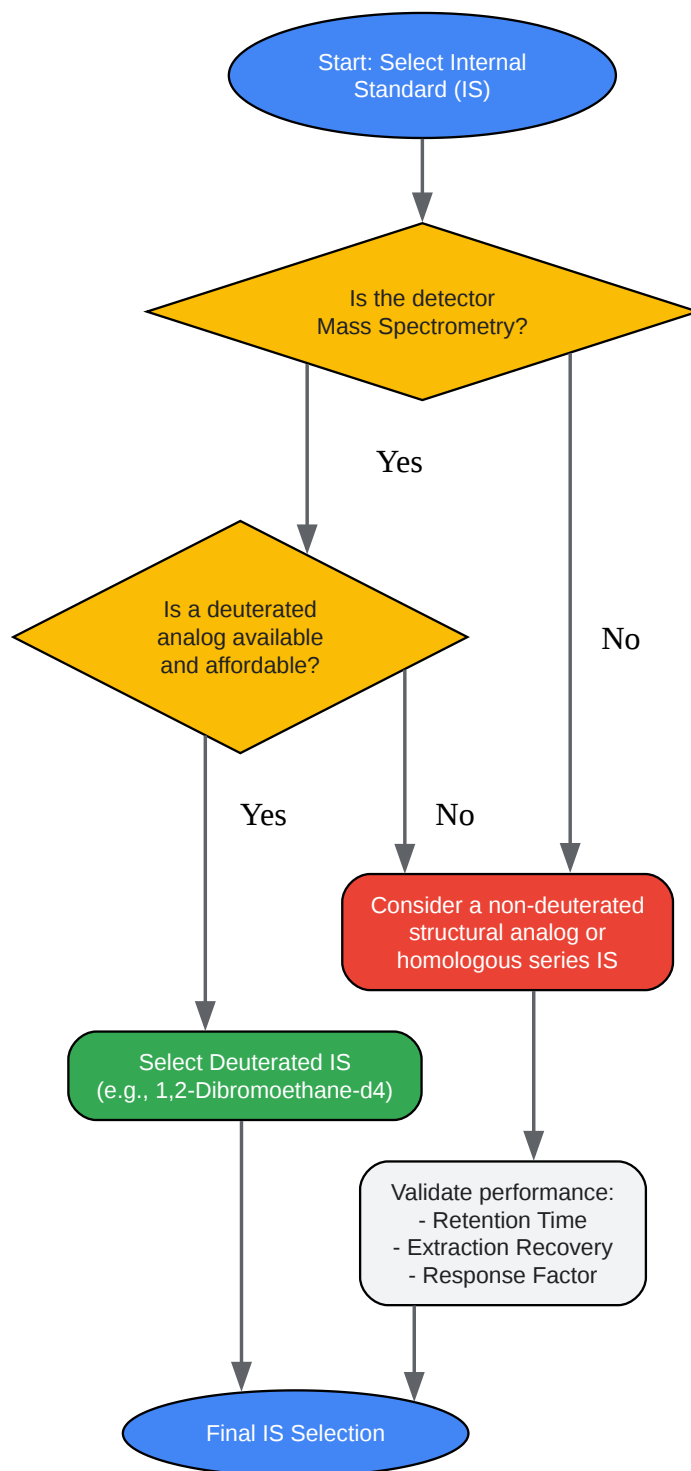 Start: Select Internal
Standard (IS)
Is the detector
Mass Spectrometry?
Yes
Is a deuterated
analog available
and affordable?
No
Yes
No
Consider a non-deuterated
structural analog or
homologous series IS
Select Deuterated IS
(e.g., 1,2-Dibromoethane-d4)
Validate performance:
- Retention Time
- Extraction Recovery
- Response Factor
Final IS Selection